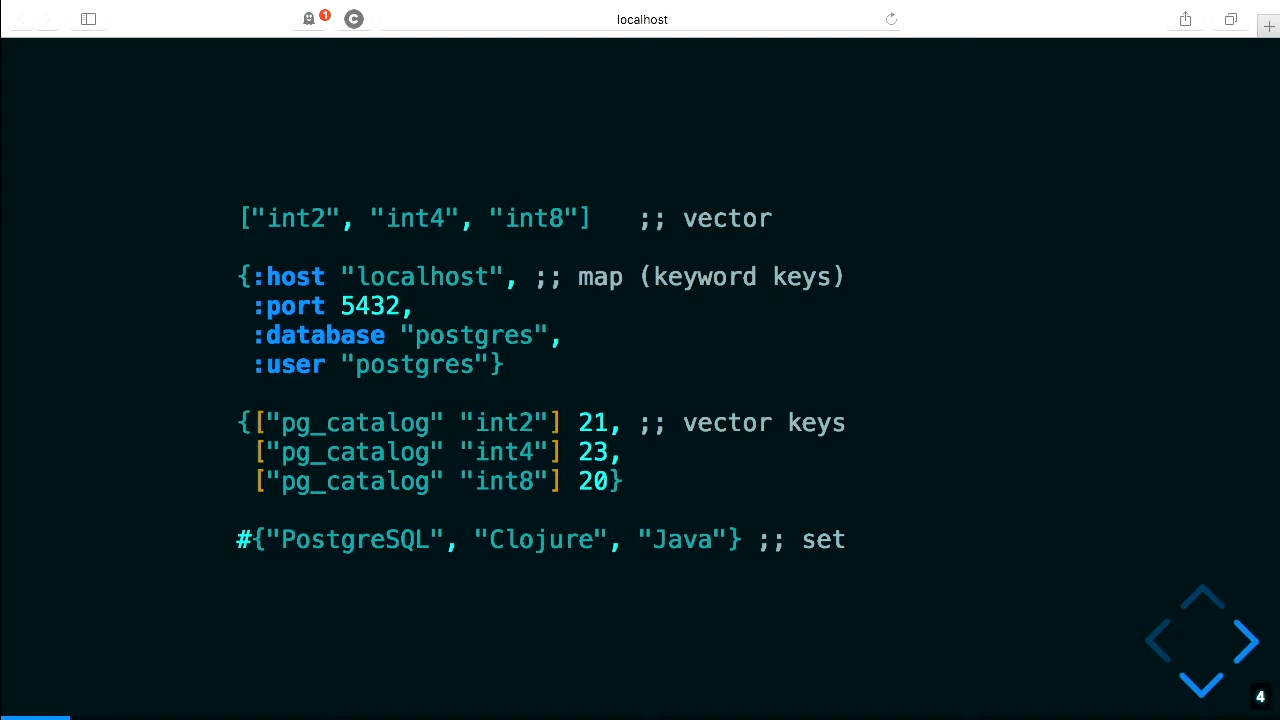 1
C
localhost
["int2", "int4", "int8"]   ;; vector
{:host "localhost", ;; map (keyword keys)
 :port 5432,
 :database "postgres",
 :user "postgres"}
{["pg_catalog" "int2"] 21, ;; vector keys
 ["pg_catalog" "int4"] 23,
 ["pg_catalog" "int8"] 20}
#{"PostgreSQL", "Clojure", "Java"} ;; set
4